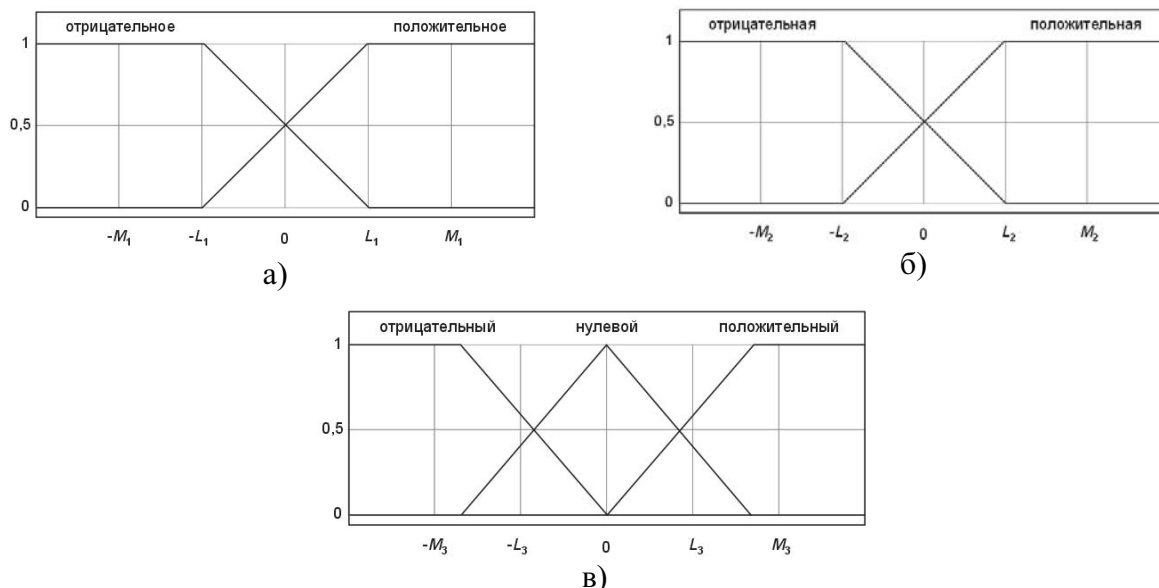 отрицательное положительное
1
0,5
0
-M₁ -L₁ 0 L₁ M₁
а)
отрицательная положительная
1
0,5
0
-M₂ -L₂ 0 L₂ M₂
б)
отрицательный нулевой положительный
1
0,5
0
-M₃ -L₃ 0 L₃ M₃
в)